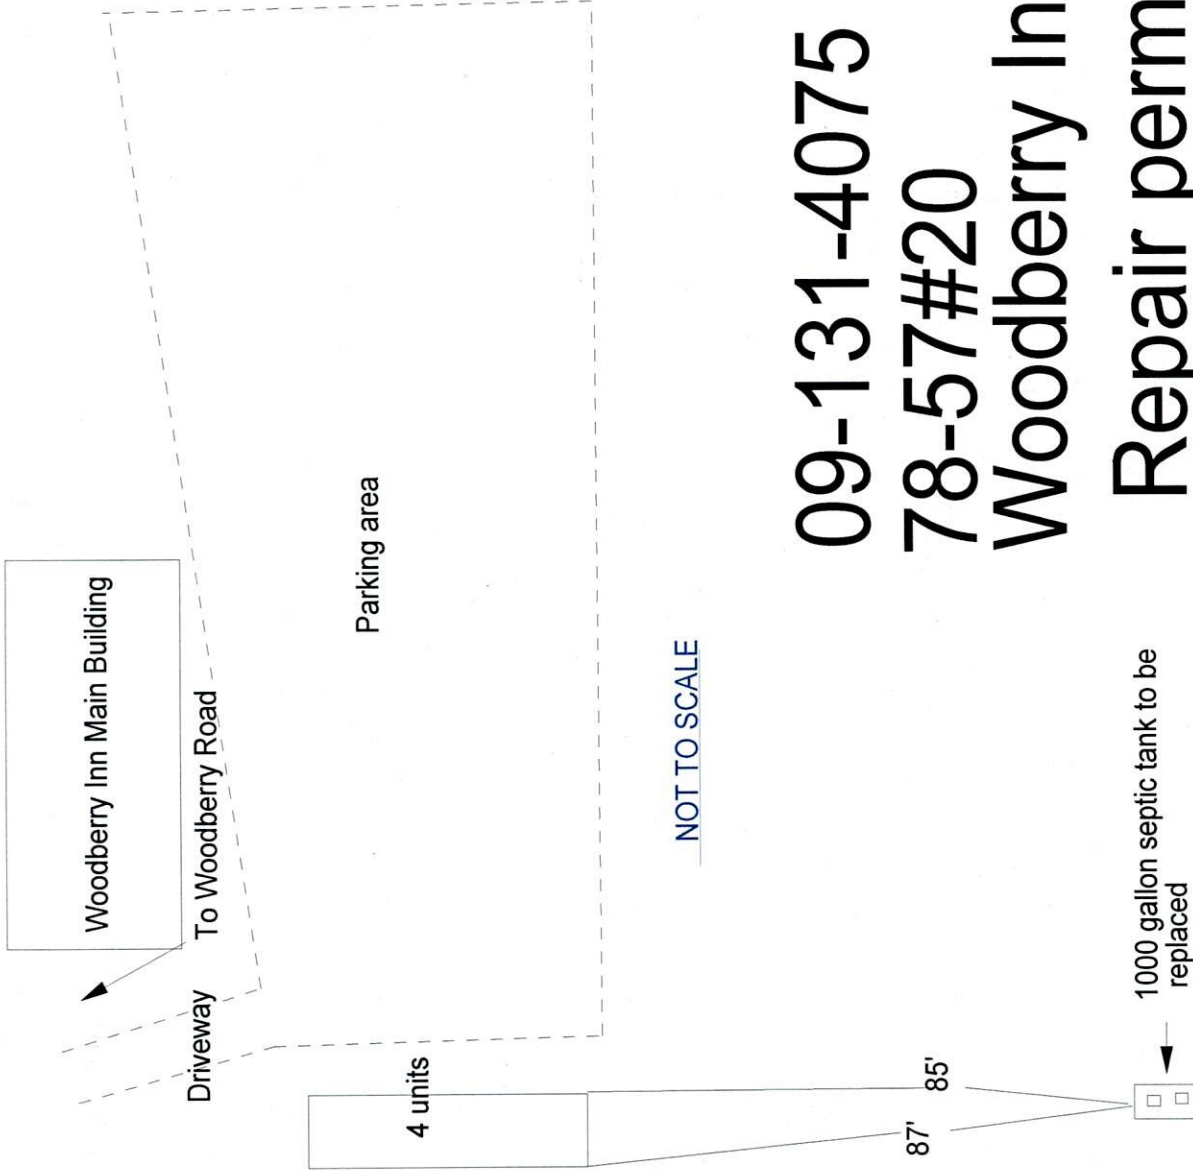 Woodberry Inn Main Building
To Woodberry Road
Driveway
Parking area
4 units
NOT TO SCALE
85'
87'
09-131-4075
78-57#20
Woodberry In
Repair perm
1000 gallon septic tank to be
replaced